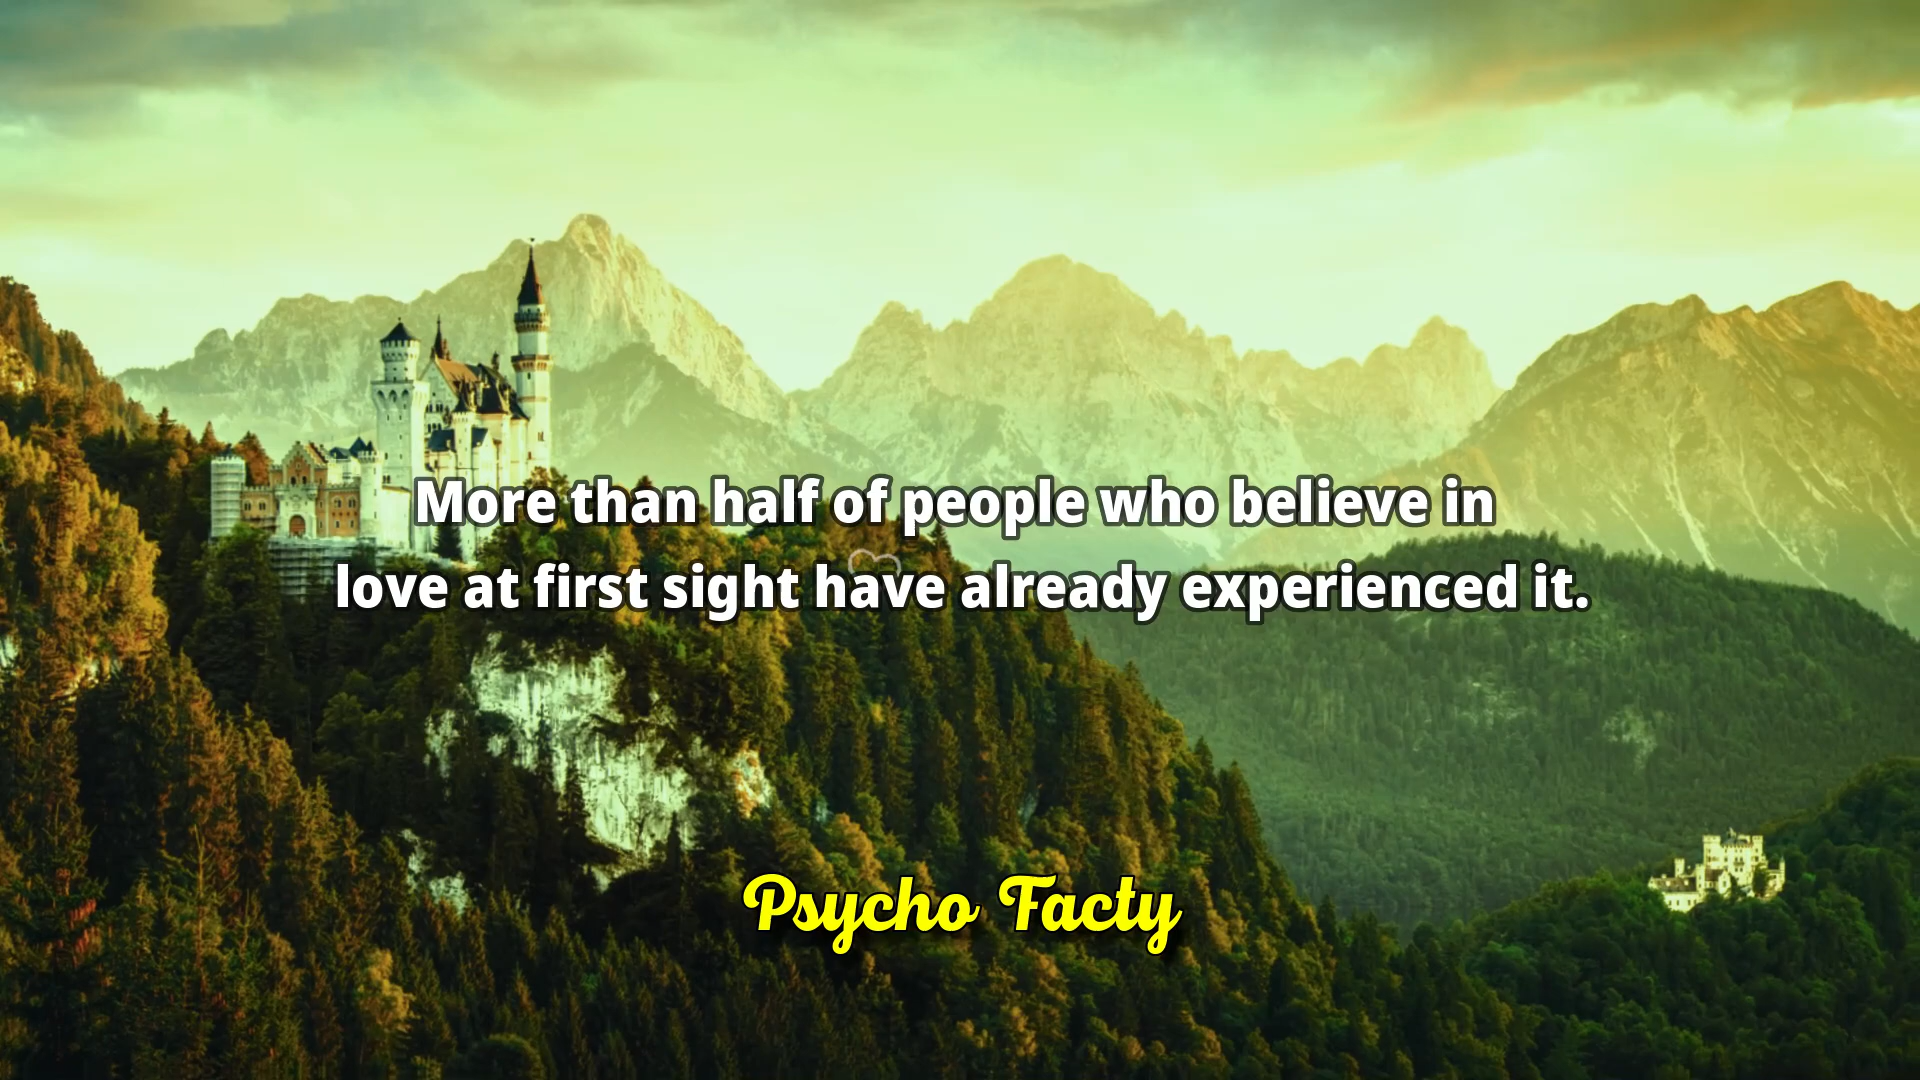 More than half of people who believe in
love at first sight have already experienced it.
Psycho Facty